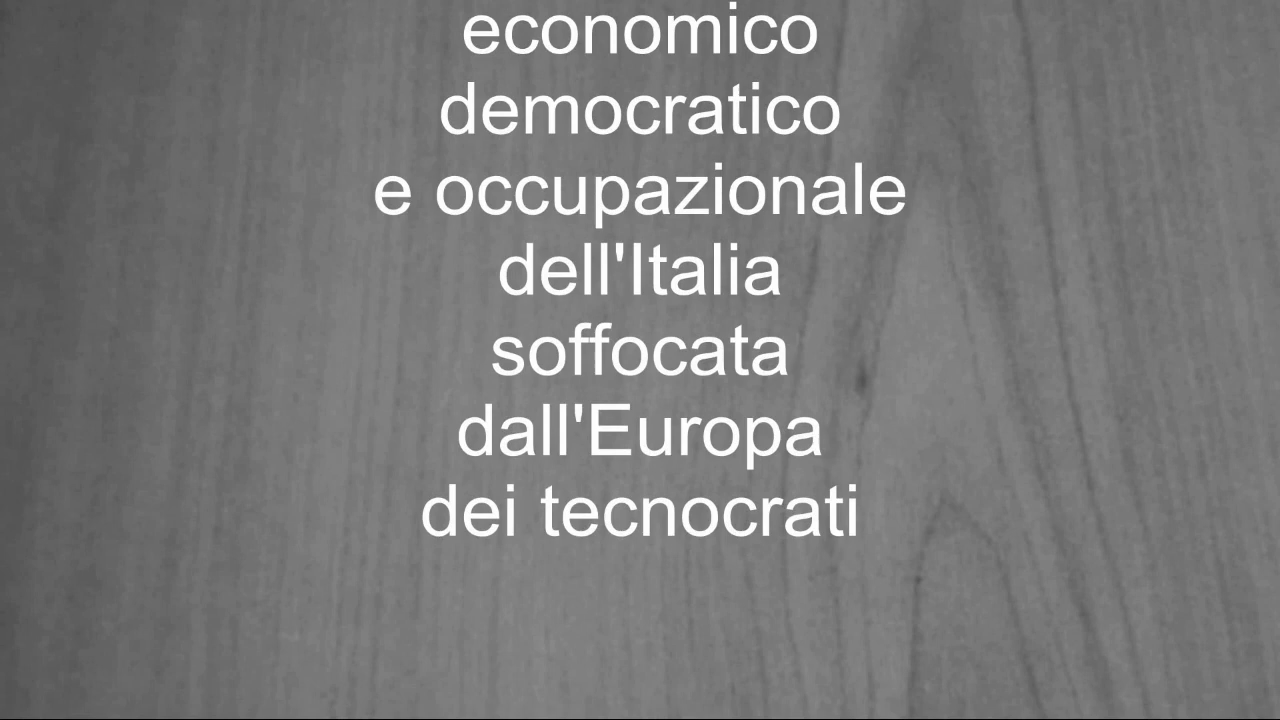 economico
democratico
e occupazionale
dell'Italia
soffocata
dall'Europa
dei tecnocrati